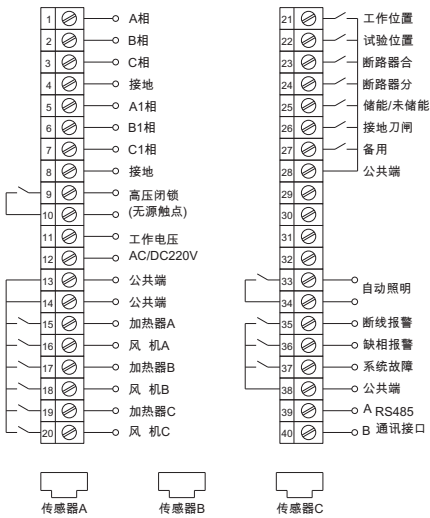 1 A相
2 B相
3 C相
4 接地
5 A1相
6 B1相
7 C1相
8 接地
9 高压闭锁
10 (无源触点)
11 工作电压
12 AC/DC220V
13 公共端
14 公共端
15 加热器A
16 风 机A
17 加热器B
18 风 机B
19 加热器C
20 风 机C
21 工作位置
22 试验位置
23 断路器合
24 断路器分
25 储能/未储能
26 接地刀闸
27 备用
28 公共端
29
30
31
32
33
自动照明
34
35 断线报警
36 缺相报警
37 系统故障
38 公共端
39 A RS485
40 B 通讯接口
传感器A
传感器B
传感器C